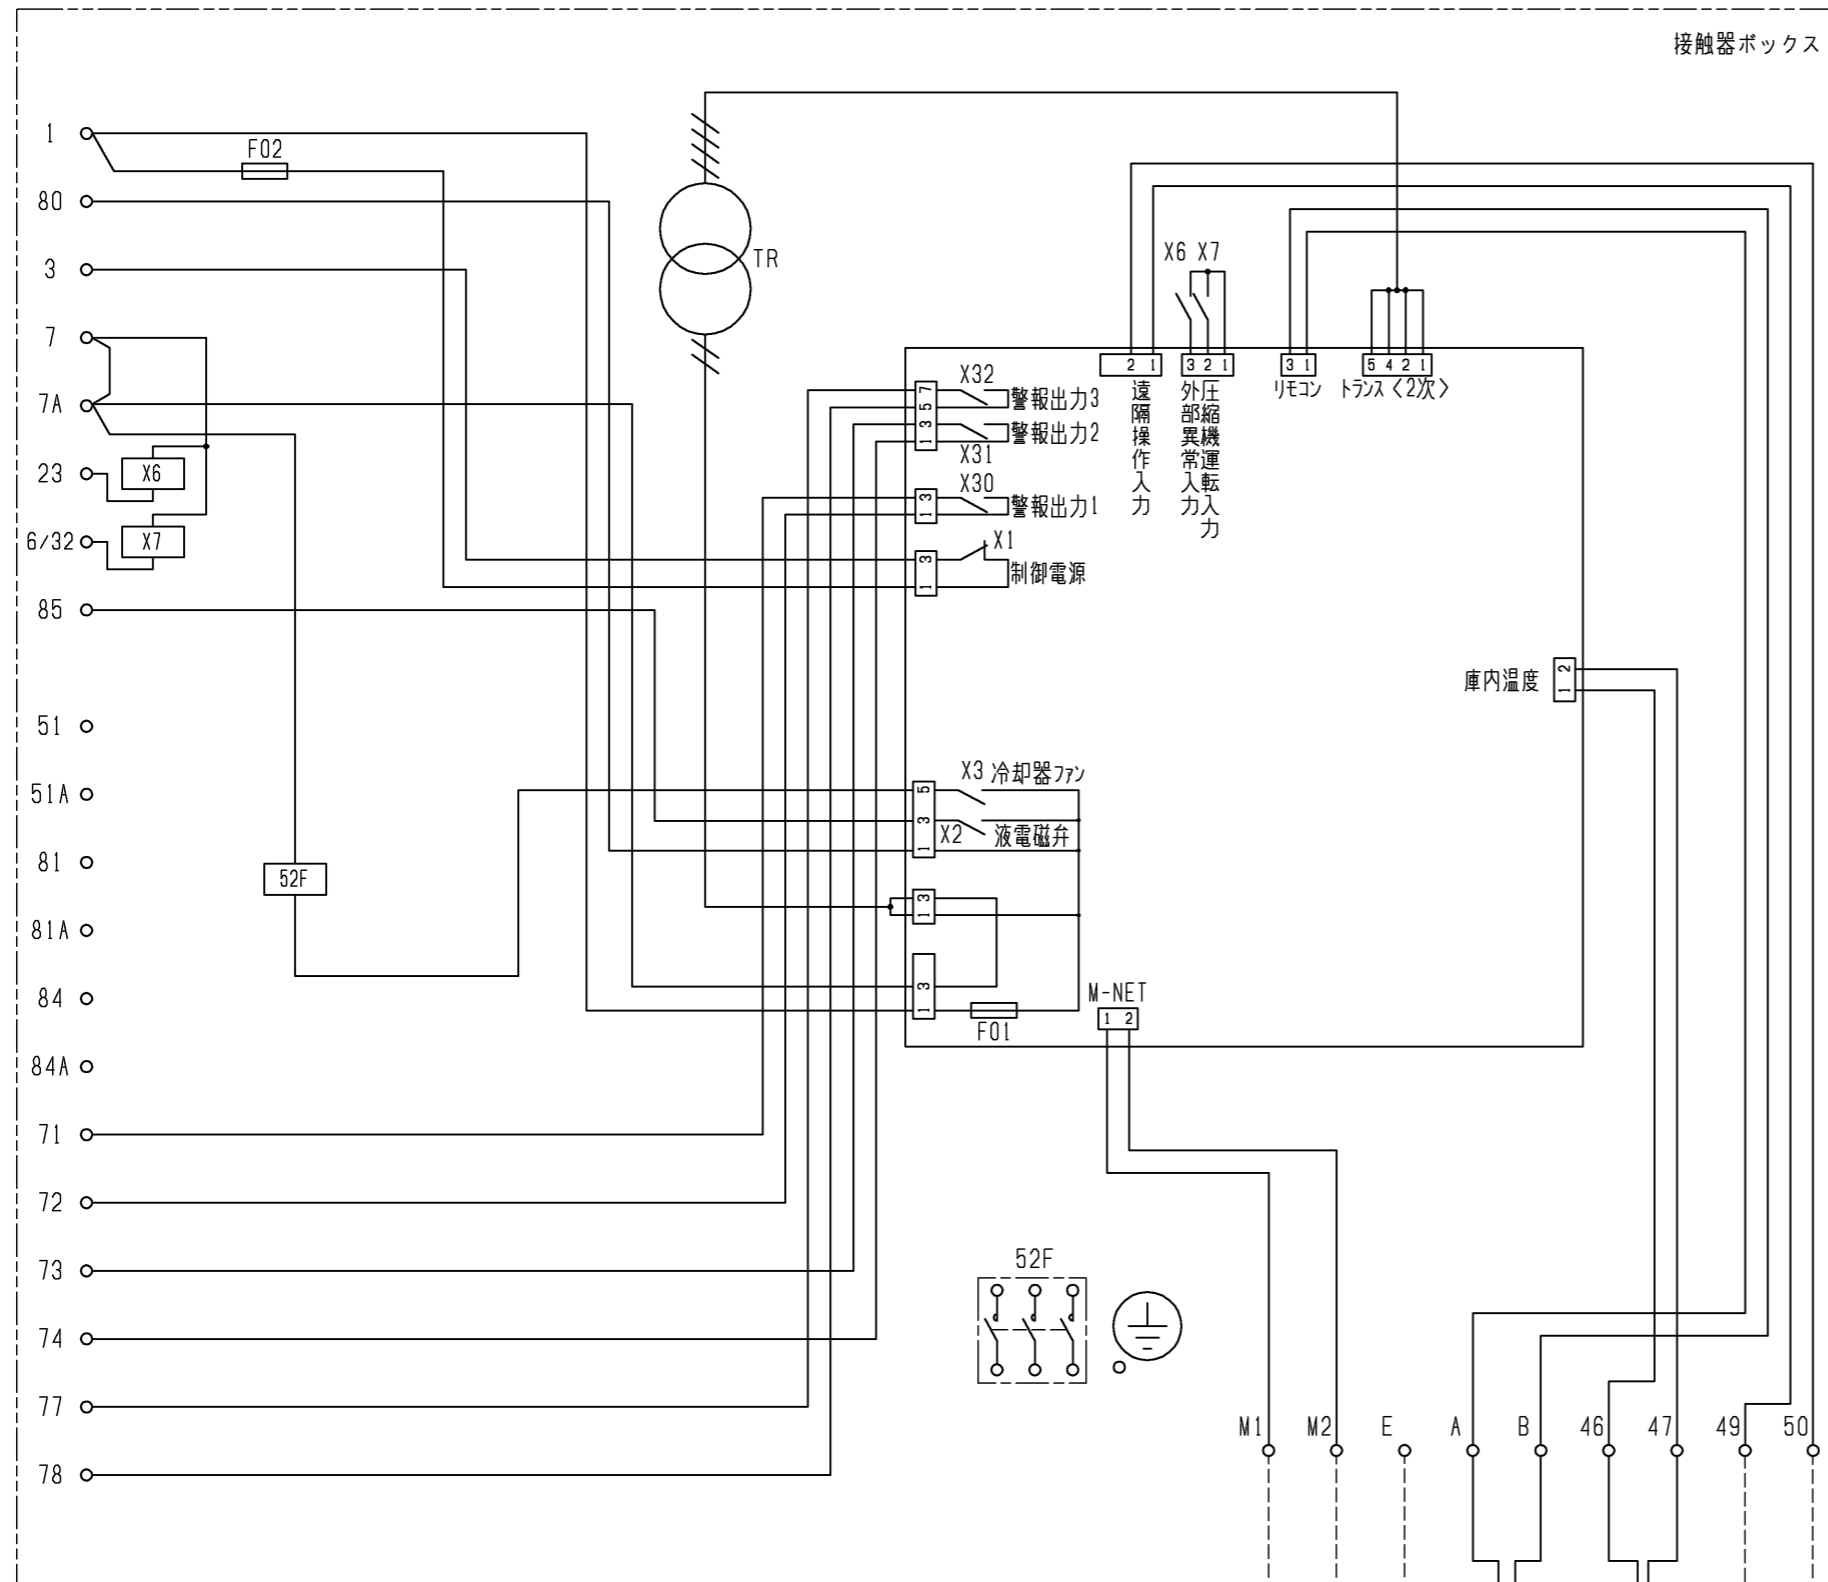 接触器ボックス
1
F02
80
TR
3
X6 X7
7
3 2 1
2 1
3 1
5 4 2 1
遠隔操作入力
外部異常入力
圧縮機運転入力
リモコン
トランス〈2次〉
7A
7
5
3
1
X32
警報出力3
警報出力2
X31
23
X6
3
1
X30
警報出力1
6/32
X7
3
1
X1
制御電源
85
庫内温度
2
1
51
51A
5
3
1
X3 冷却器ファン
X2 液電磁弁
81
52F
81A
3
1
84
3
1
F01
M-NET
1 2
84A
71
72
73
52F
74
77
M1 M2 E A B 46 47 49 50
78